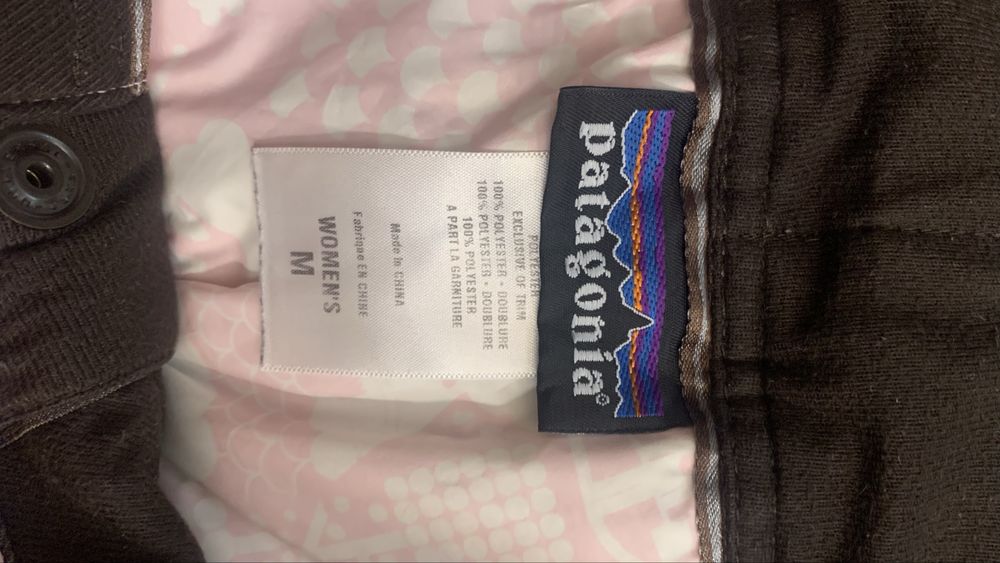 patagonia®
POLYESTER
EXCLUSIVE OF TRIM
100% POLYESTER - DOUBLURE
100% POLYESTER - DOUBLURE
100% POLYESTER
A PART LA GARNITURE
Made in CHINA
Fabriqué EN CHINE
WOMEN'S
M